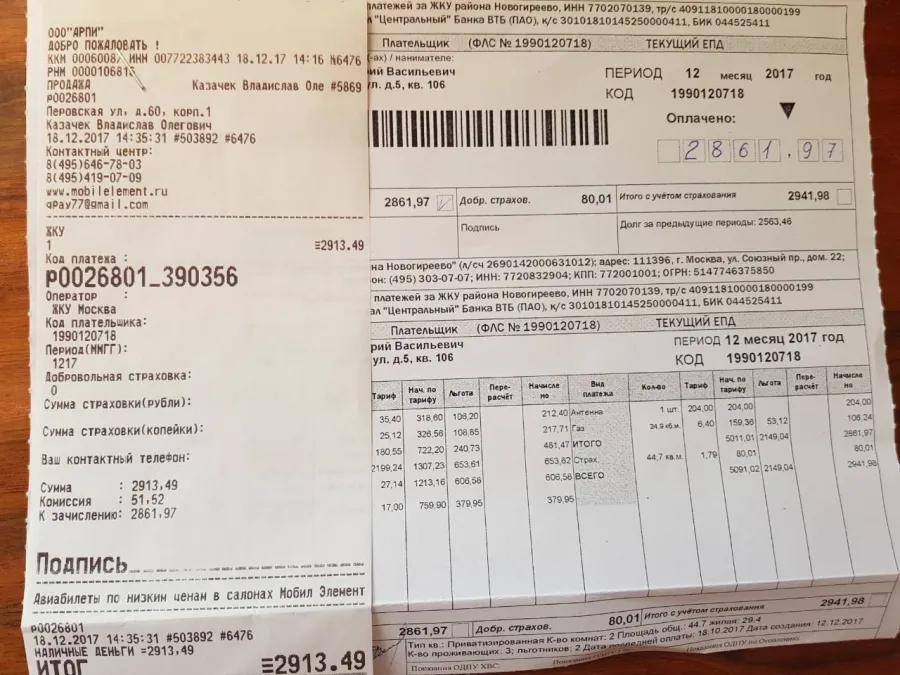 ООО"АРПИ"
ДОБРО ПОЖАЛОВАТЬ !
ККМ 0006008 ИНН 007722383443 18.12.17 14:16 №6476
РНМ 0000106813
ПРОДАЖА Казачек Владислав Оле #5869
p0026801
Перовская ул, д.60, корп.1
Казачек Владислав Олегович
18.12.2017 14:35:31 #503892 #6476
Контактный центр:
8(495)646-78-03
8(495)419-07-09
www.mobilelement.ru
qPay77@gmail.com
ЖКУ
1 ≡2913.49
Код платежа :
p0026801_390356
Оператор :
ЖКУ Москва
Код плательщика:
1990120718
Период(ММГГ):
1217
Добровольная страховка:
0
Сумма страховки(рубли):
Сумма страховки(копейки):
Ваш контактный телефон:
Сумма : 2913,49
Комиссия : 51,52
К зачислению: 2861,97
Подпись
Авиабилеты по низким ценам в салонах Мобил Элемент
p0026801
18.12.2017 14:35:31 #503892 #6476
НАЛИЧНЫЕ ДЕНЬГИ =2913,49
ИТОГ ≡2913.49
платежей за ЖКУ района Новогиреево, ИНН 7702070139, тр/с 40911810000180000199
"Центральный" Банка ВТБ (ПАО), к/с 30101810145250000411, БИК 044525411
Плательщик (ФЛС № 1990120718) ТЕКУЩИЙ ЕПД
(-ах) / нанимателе:
рий Васильевич
ул. д.5, кв. 106
ПЕРИОД 12 месяц 2017 год
КОД 1990120718
Оплачено:
2861,97
2861,97 Добр. страхов. 80,01 Итого с учётом страхования 2941,98
Подпись Долг за предыдущие периоды: 2563,46
на Новогиреево" (л/сч 2690142000631012); адрес: 111396, г. Москва, ул. Союзный пр., дом. 22;
он: (495) 303-07-07; ИНН: 7720832904; КПП: 772001001; ОГРН: 5147746375850
платежей за ЖКУ района Новогиреево, ИНН 7702070139, тр/с 40911810000180000199
ал "Центральный" Банка ВТБ (ПАО), к/с 30101810145250000411, БИК 044525411
Плательщик (ФЛС № 1990120718) ТЕКУЩИЙ ЕПД
рий Васильевич
ул. д.5, кв. 106
ПЕРИОД 12 месяц 2017 год
КОД 1990120718
Тариф Нач. по тарифу Льгота Пере-расчёт Начисле но Вид платежа Кол-во Тариф Нач. по тарифу Льгота Пере-расчёт Начисле но
35,40 318,60 106,20 212,40 Антенна 1 шт. 204,00 204,00 204,00
25,12 326,56 108,85 217,71 Газ 24.9 кб.м. 6,40 159,36 53,12 106,24
180,55 722,20 240,73 481,47 ИТОГО 5011,01 2149,04 2861,97
2199,24 1307,23 653,61 653,62 Страх. 44,7 кв.м. 1,79 80,01 80,01
27,14 1213,16 606,58 606,58 ВСЕГО 5091,02 2149,04 2941,98
17,00 759,90 379,95 379,95
2861,97 Добр. страхов. 80,01 Итого с учётом страхования 2941,98
Тип кв.: Приватизированная К-во комнат: 2 Площадь общ.: 44.7 жилая: 29.4
К-во проживающих: 3; льготников: 2 Дата последней оплаты: 18.10.2017 Дата создания: 12.12.2017
Показания ОДПУ ХВС: